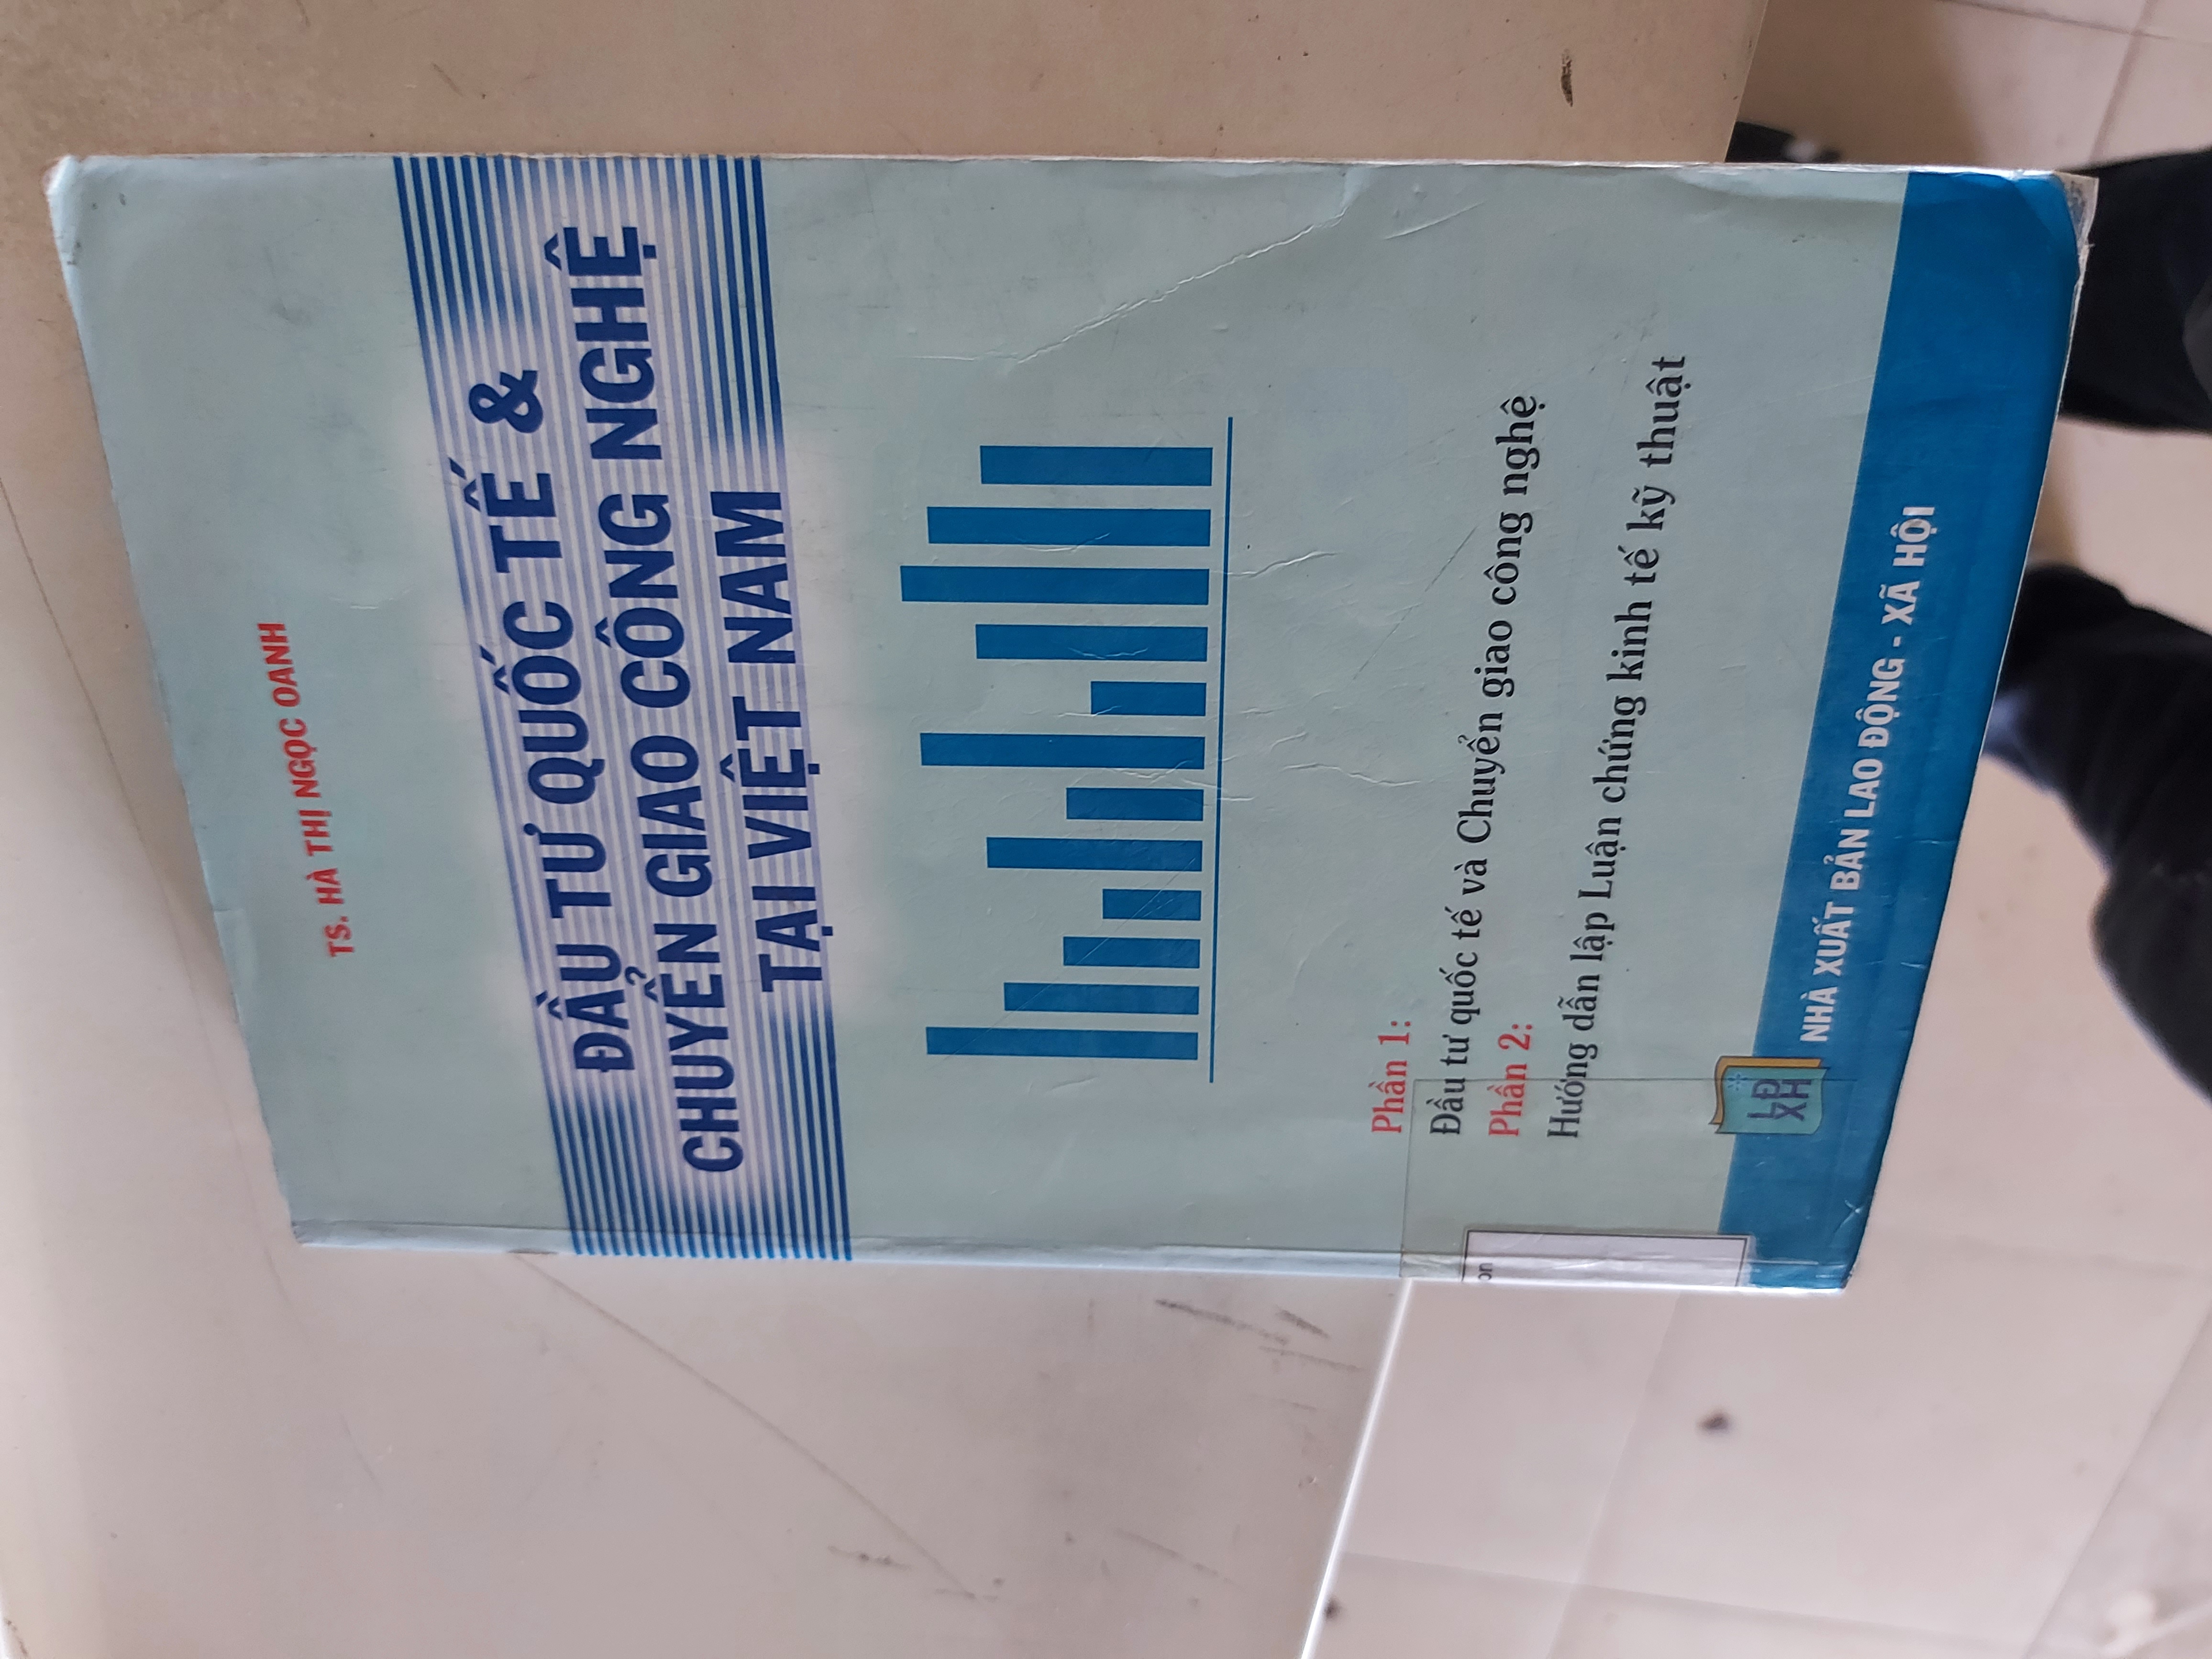 TS. HÀ THỊ NGỌC OANH
ĐẦU TƯ QUỐC TẾ &
CHUYỂN GIAO CÔNG NGHỆ
TẠI VIỆT NAM
Phần 1:
Đầu tư quốc tế và Chuyển giao công nghệ
Phần 2:
Hướng dẫn lập Luận chứng kinh tế kỹ thuật
on
LĐ
XH
NHÀ XUẤT BẢN LAO ĐỘNG - XÃ HỘI